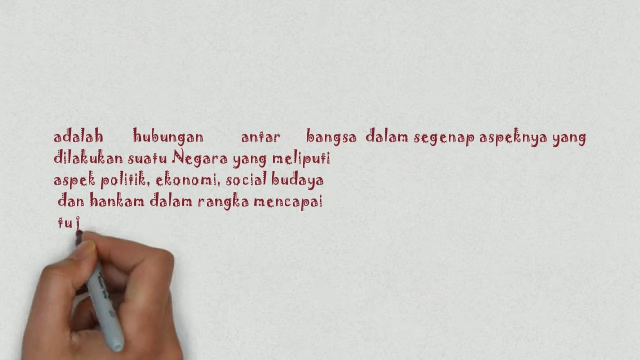 adalah hubungan antar bangsa dalam segenap aspeknya yang
dilakukan suatu Negara yang meliputi
aspek politik, ekonomi, social budaya
dan hankam dalam rangka mencapai
tuj